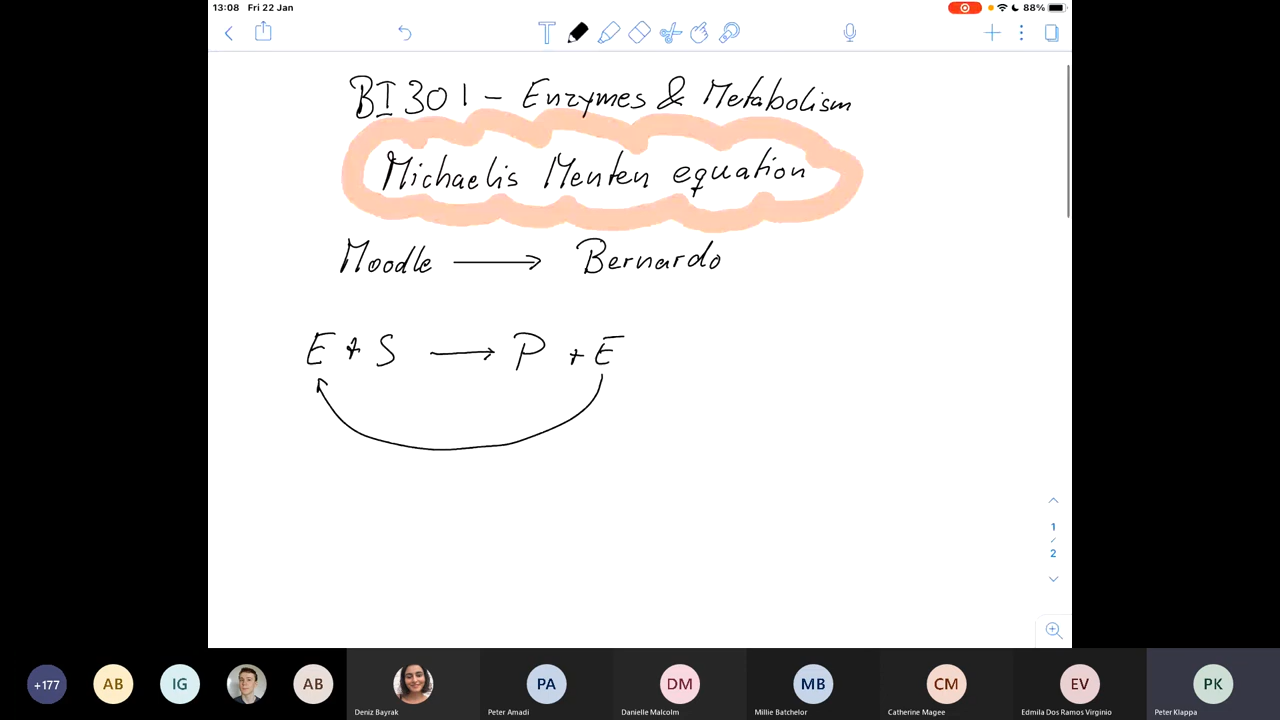 13:08 Fri 22 Jan
88%
BI301 - Enzymes & Metabolism
Michaelis Menten equation
Moodle → Bernardo
E + S → P + E
1
/
2
+177
AB
IG
AB
Deniz Bayrak
PA
Peter Amadi
DM
Danielle Malcolm
MB
Millie Batchelor
CM
Catherine Magee
EV
Edmila Dos Ramos Virginio
PK
Peter Klappa